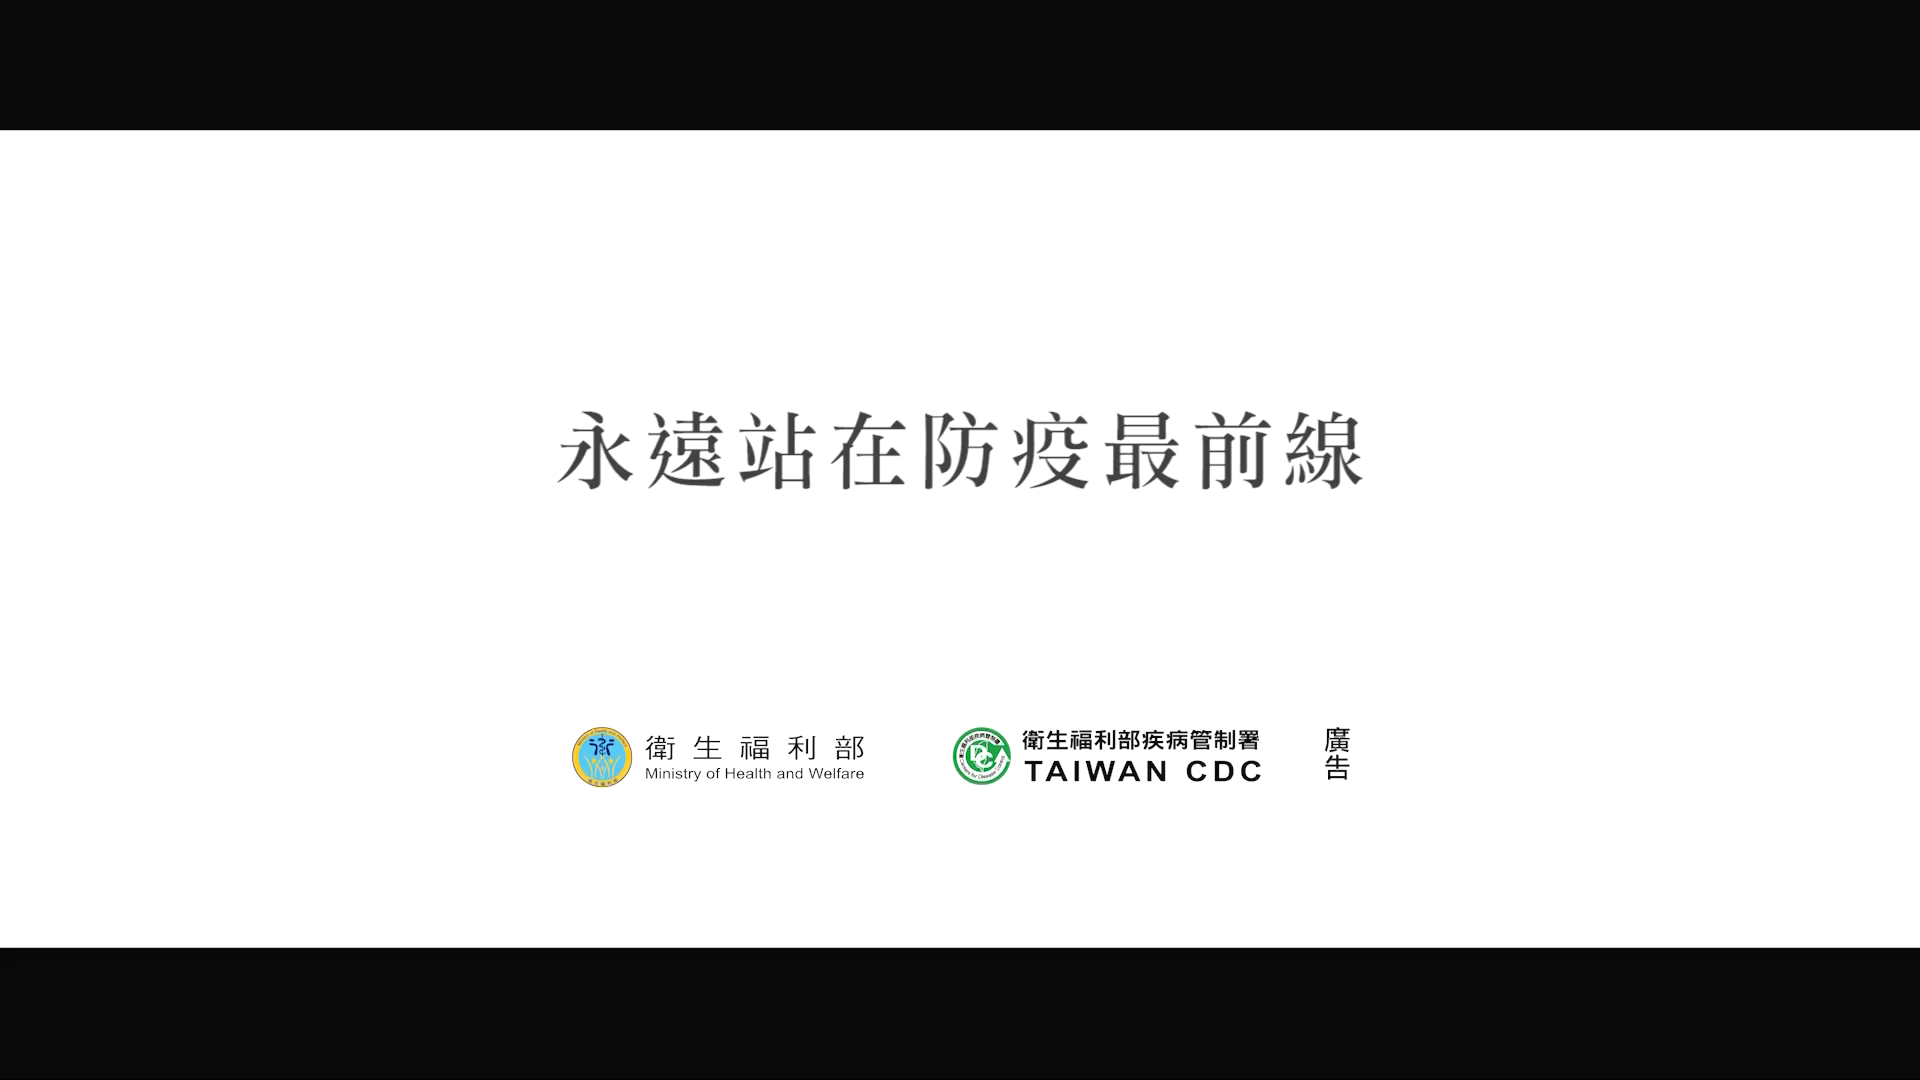 永遠站在防疫最前線
衛生福利部
Ministry of Health and Welfare
衛生福利部疾病管制署
TAIWAN CDC
廣告